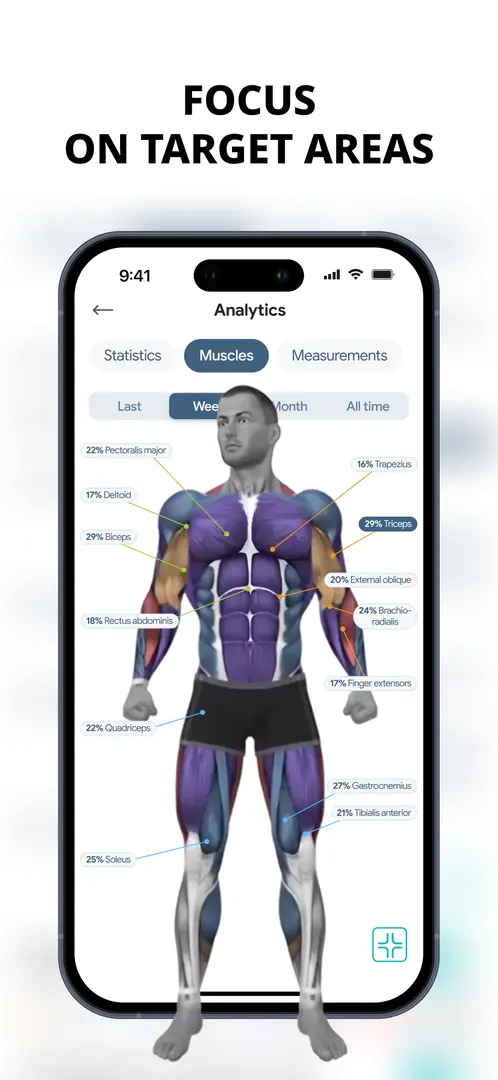 FOCUS
ON TARGET AREAS
9:41
Analytics
Statistics
Muscles
Measurements
Last
Wee
Month
All time
22% Pectoralis major
16% Trapezius
17% Deltoid
29% Triceps
29% Biceps
20% External oblique
24% Brachio-
radialis
18% Rectus abdominis
17% Finger extensors
22% Quadriceps
27% Gastrocnemius
21% Tibialis anterior
25% Soleus